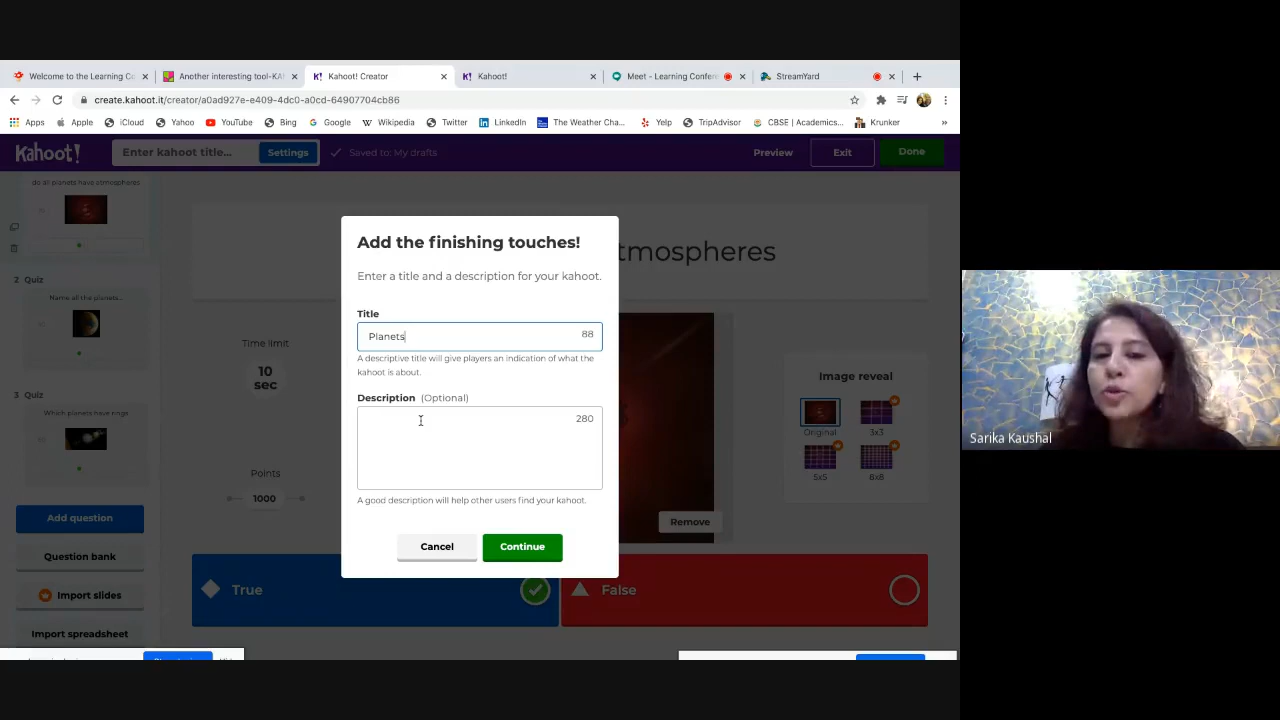 Welcome to the Learning Co
Another interesting tool-KA
Kahoot! Creator
Kahoot!
Meet - Learning Confer
StreamYard
create.kahoot.it/creator/a0ad927e-e409-4dc0-a0cd-64907704cb86
Apps Apple iCloud Yahoo YouTube Bing Google Wikipedia Twitter LinkedIn The Weather Cha... Yelp TripAdvisor CBSE | Academics... Krunker »
Kahoot! Enter kahoot title... Settings Saved to: My drafts Preview Exit Done
do all planets have atmospheres
2 Quiz
Name all the planets...
3 Quiz
Which planets have rings
Add question
Question bank
Import slides
Import spreadsheet
tmospheres
Time limit
10
sec
Points
1000
Add the finishing touches!
Enter a title and a description for your kahoot.
Title
Planets 88
A descriptive title will give players an indication of what the
kahoot is about.
Description (Optional)
280
A good description will help other users find your kahoot.
Cancel Continue
Remove
Image reveal
Original 3x3
5x5 8x8
True False
Sarika Kaushal